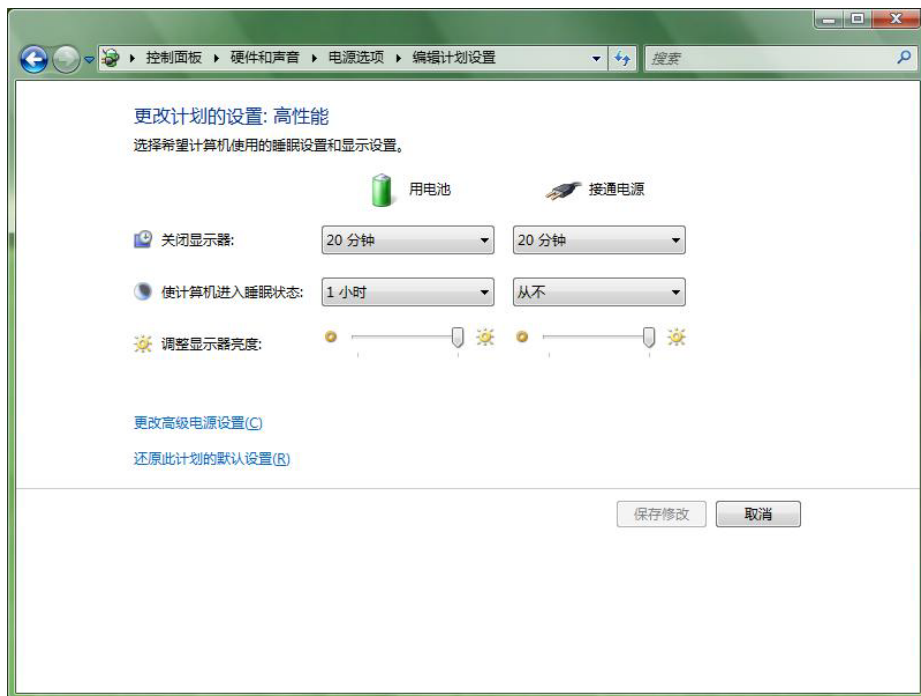 控制面板 硬件和声音 电源选项 编辑计划设置 搜索
更改计划的设置: 高性能
选择希望计算机使用的睡眠设置和显示设置。
用电池 接通电源
关闭显示器: 20 分钟 20 分钟
使计算机进入睡眠状态: 1 小时 从不
调整显示器亮度:
更改高级电源设置(C)
还原此计划的默认设置(R)
保存修改 取消